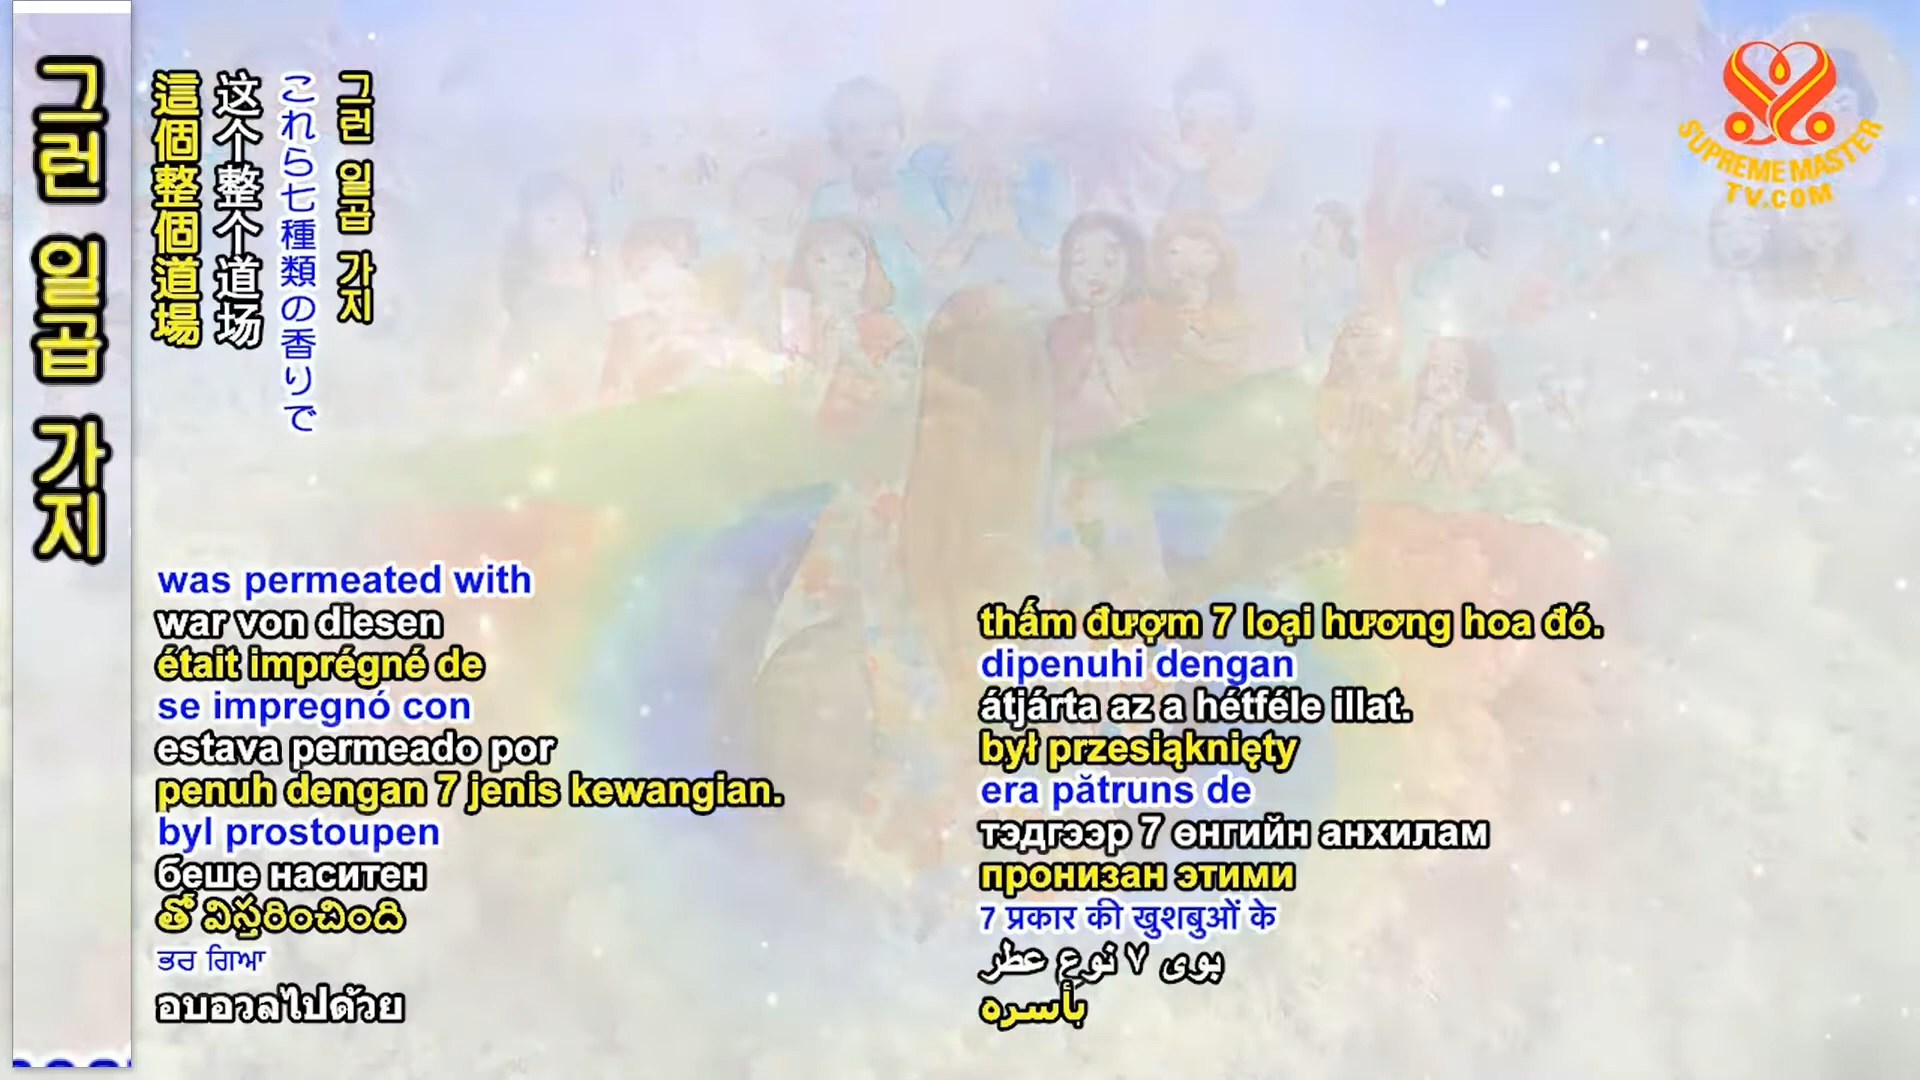 그런 일곱 가지
這個整個道場
这个整个道场
これら七種類の香りで
그런 일곱 가지
SUPREME MASTER
TV.COM
was permeated with
war von diesen
était imprégné de
se impregnó con
estava permeado por
penuh dengan 7 jenis kewangian.
byl prostoupen
беше наситен
తో విస్తరించింది
ਭਰ ਗਿਆ
อบอวลไปด้วย
thấm đượm 7 loại hương hoa đó.
dipenuhi dengan
átjárta az a hétféle illat.
był przesiąknięty
era pătruns de
тэдгээр 7 өнгийн анхилам
пронизан этими
7 प्रकार की खुशबुओं के
بوی ۷ نوع عطر
بأسره